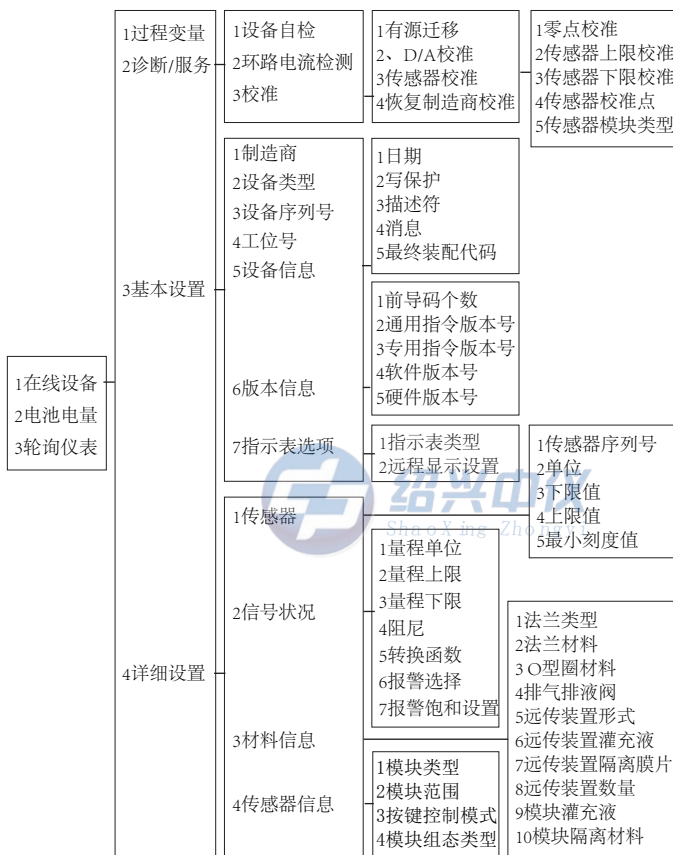 1在线设备
2电池电量
3轮询仪表
1过程变量
2诊断/服务
3基本设置
4详细设置
1设备自检
2环路电流检测
3校准
1有源迁移
2、D/A校准
3传感器校准
4恢复制造商校准
1零点校准
2传感器上限校准
3传感器下限校准
4传感器校准点
5传感器模块类型
1制造商
2设备类型
3设备序列号
4工位号
5设备信息
6版本信息
7指示表选项
1日期
2写保护
3描述符
4消息
5最终装配代码
1前导码个数
2通用指令版本号
3专用指令版本号
4软件版本号
5硬件版本号
1指示表类型
2远程显示设置
1传感器
2信号状况
3材料信息
4传感器信息
1传感器序列号
2单位
3下限值
4上限值
5最小刻度值
1量程单位
2量程上限
3量程下限
4阻尼
5转换函数
6报警选择
7报警饱和设置
1法兰类型
2法兰材料
3 O型圈材料
4排气排液阀
5远传装置形式
6远传装置灌充液
7远传装置隔离膜片
8远传装置数量
9模块灌充液
10模块隔离材料
1模块类型
2模块范围
3按键控制模式
4模块组态类型
绍兴中仪
ShaoXing Zhongyi